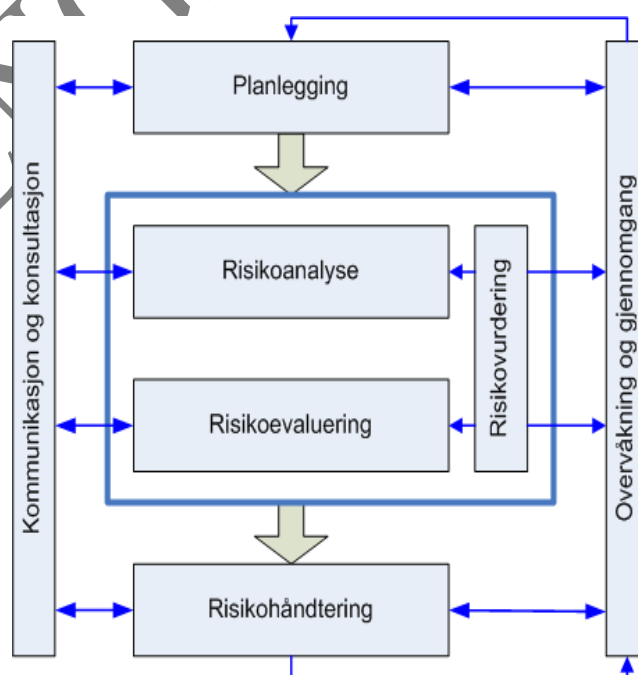 Planlegging
Kommunikasjon og konsultasjon
Risikoanalyse
Risikovurdering
Risikoevaluering
Overvåkning og gjennomgang
Risikohåndtering